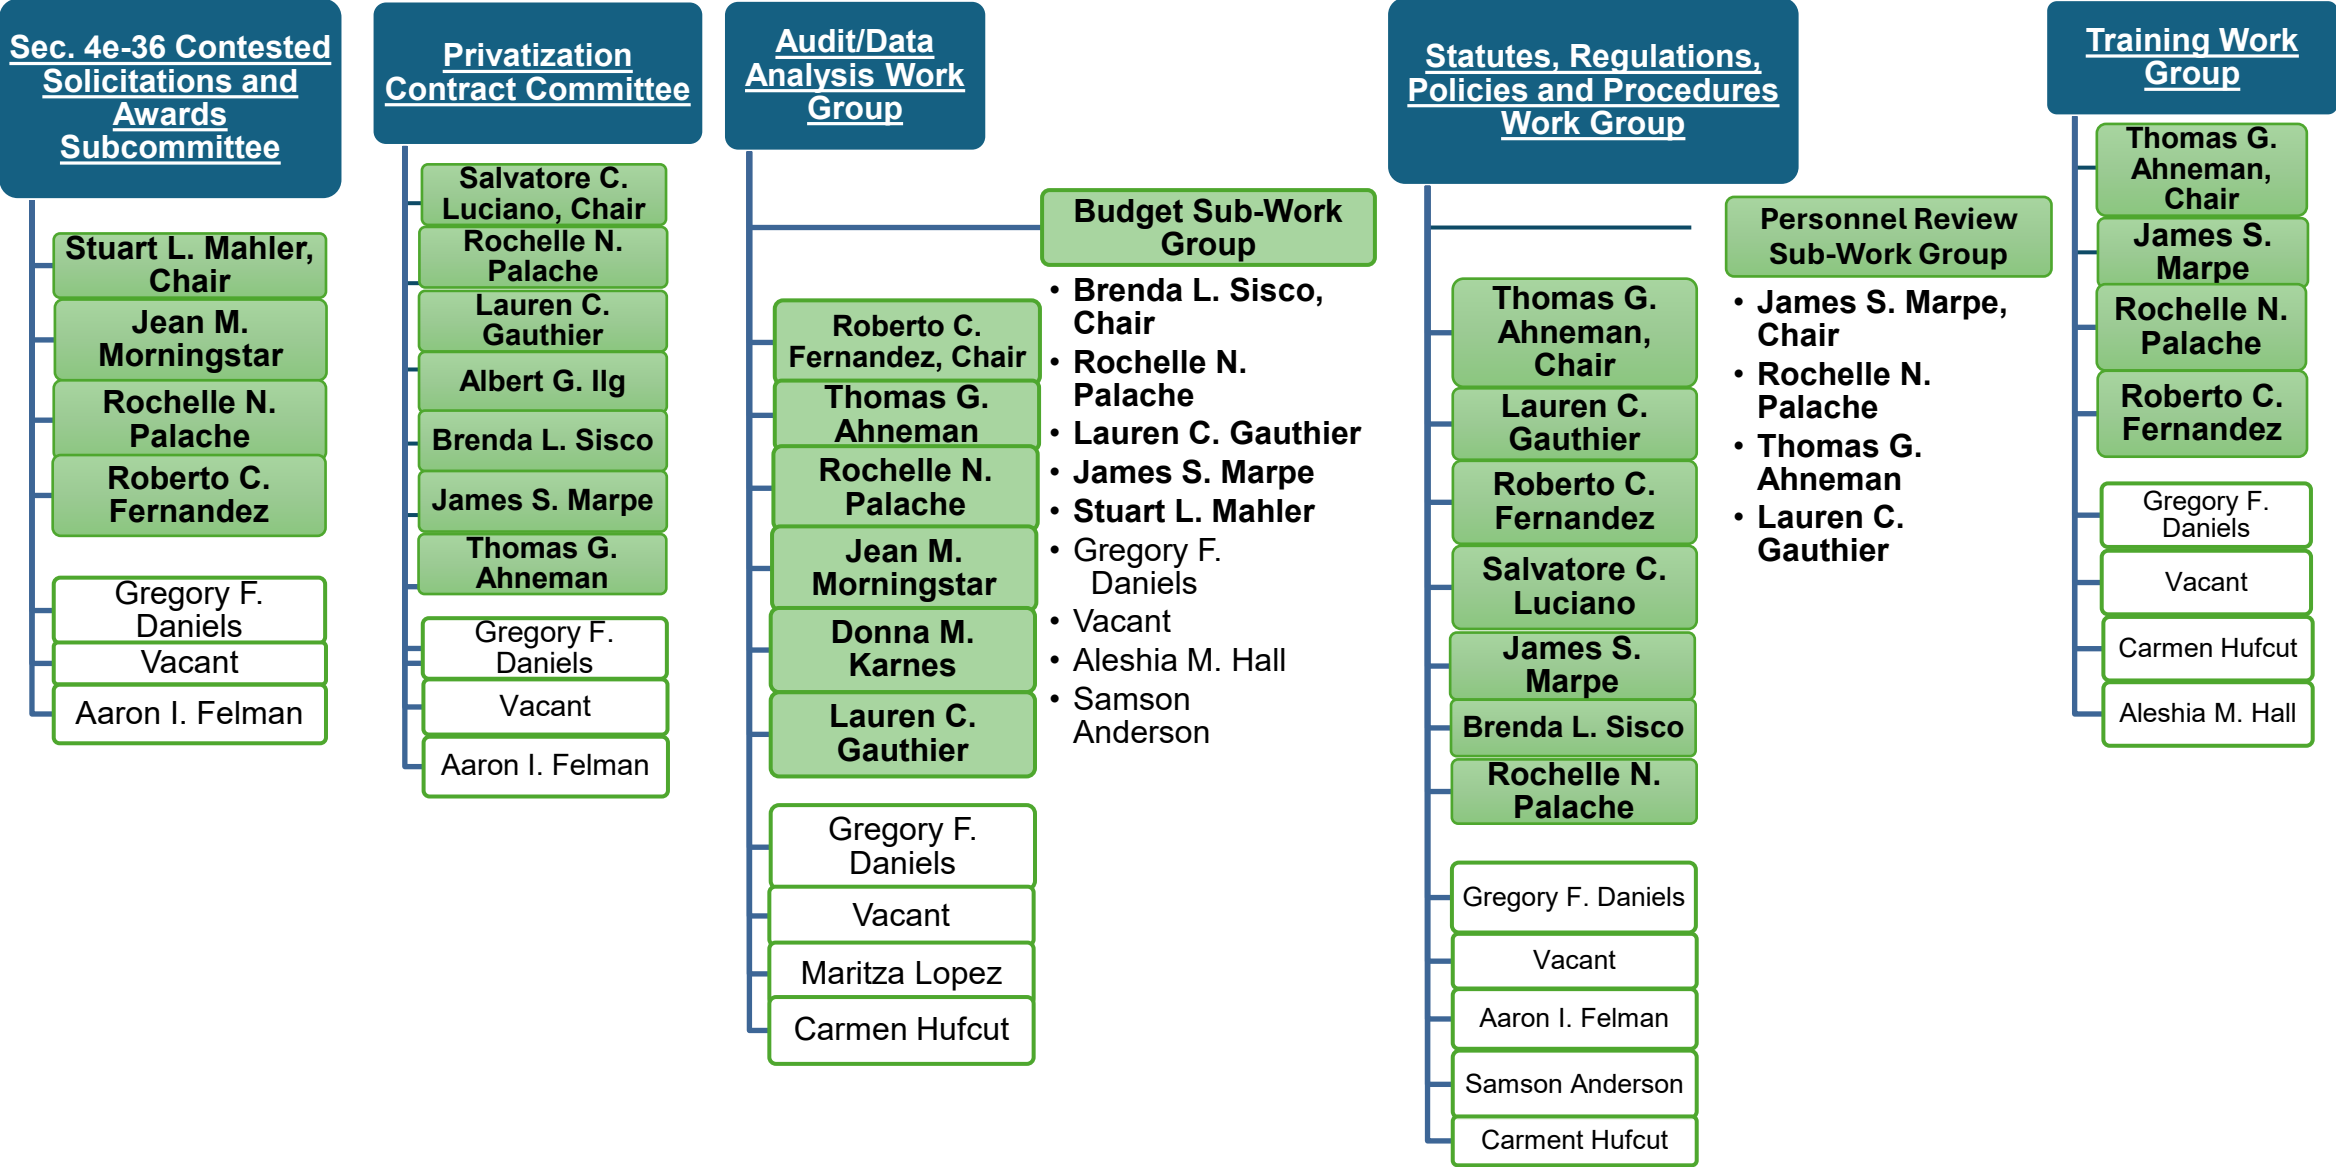 Sec. 4e-36 Contested
Solicitations and
Awards
Subcommittee
Stuart L. Mahler,
Chair
Jean M.
Morningstar
Rochelle N.
Palache
Roberto C.
Fernandez
Gregory F.
Daniels
Vacant
Aaron I. Felman
Privatization
Contract Committee
Salvatore C.
Luciano, Chair
Rochelle N.
Palache
Lauren C.
Gauthier
Albert G. Ilg
Brenda L. Sisco
James S. Marpe
Thomas G.
Ahneman
Gregory F.
Daniels
Vacant
Aaron I. Felman
Audit/Data
Analysis Work
Group
Roberto C.
Fernandez, Chair
Thomas G.
Ahneman
Rochelle N.
Palache
Jean M.
Morningstar
Donna M.
Karnes
Lauren C.
Gauthier
Gregory F.
Daniels
Vacant
Maritza Lopez
Carmen Hufcut
Budget Sub-Work
Group
• Brenda L. Sisco,
Chair
• Rochelle N.
Palache
• Lauren C. Gauthier
• James S. Marpe
• Stuart L. Mahler
• Gregory F.
Daniels
• Vacant
• Aleshia M. Hall
• Samson
Anderson
Statutes, Regulations,
Policies and Procedures
Work Group
Thomas G.
Ahneman,
Chair
Lauren C.
Gauthier
Roberto C.
Fernandez
Salvatore C.
Luciano
James S.
Marpe
Brenda L. Sisco
Rochelle N.
Palache
Gregory F. Daniels
Vacant
Aaron I. Felman
Samson Anderson
Carment Hufcut
Personnel Review
Sub-Work Group
• James S. Marpe,
Chair
• Rochelle N.
Palache
• Thomas G.
Ahneman
• Lauren C.
Gauthier
Training Work
Group
Thomas G.
Ahneman,
Chair
James S.
Marpe
Rochelle N.
Palache
Roberto C.
Fernandez
Gregory F.
Daniels
Vacant
Carmen Hufcut
Aleshia M. Hall